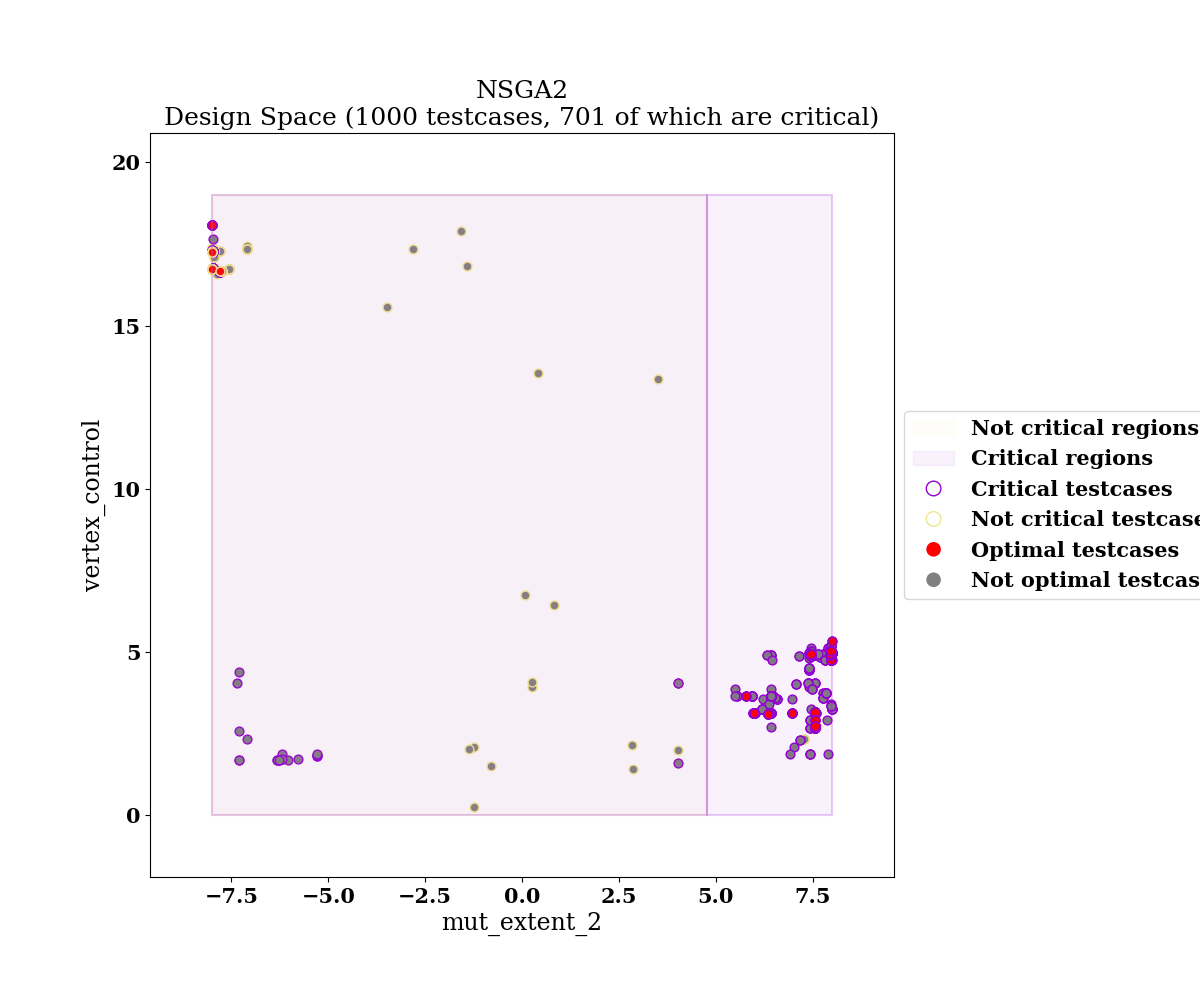 NSGA2
Design Space (1000 testcases, 701 of which are critical)
20
15
10
5
0
vertex_control
−7.5 −5.0 −2.5 0.0 2.5 5.0 7.5
mut_extent_2
Not critical regions
Critical regions
Critical testcases
Not critical testcase
Optimal testcases
Not optimal testcas